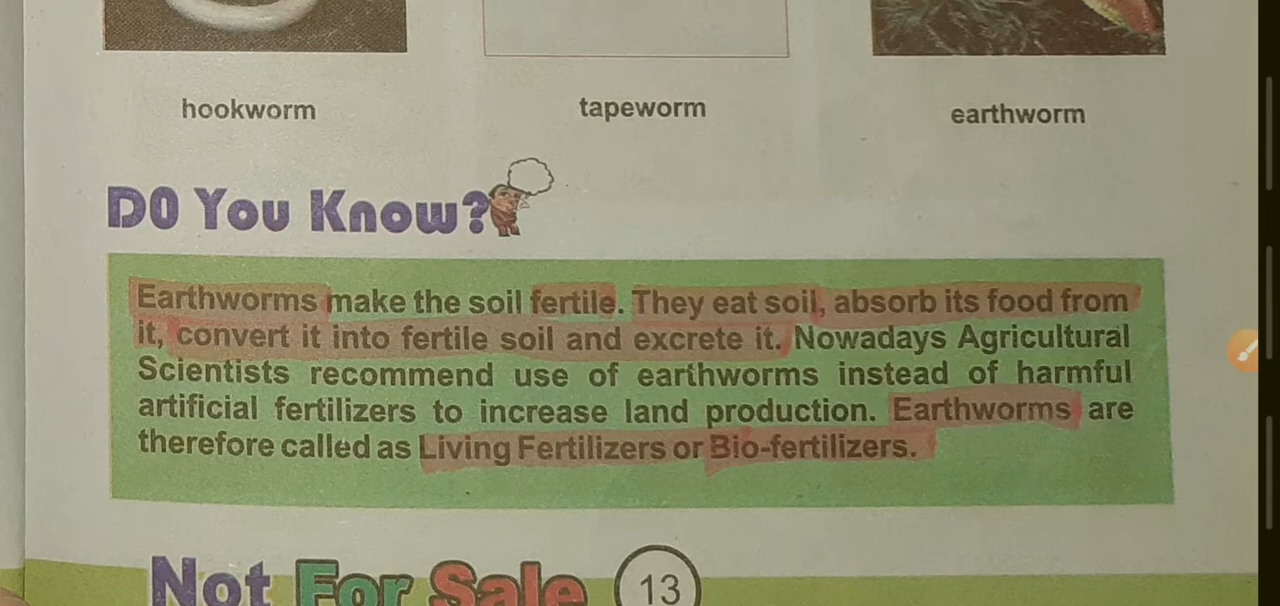 hookworm tapeworm earthworm
DO You Know?
Earthworms make the soil fertile. They eat soil, absorb its food from
it, convert it into fertile soil and excrete it. Nowadays Agricultural
Scientists recommend use of earthworms instead of harmful
artificial fertilizers to increase land production. Earthworms are
therefore called as Living Fertilizers or Bio-fertilizers.
Not For Sale 13